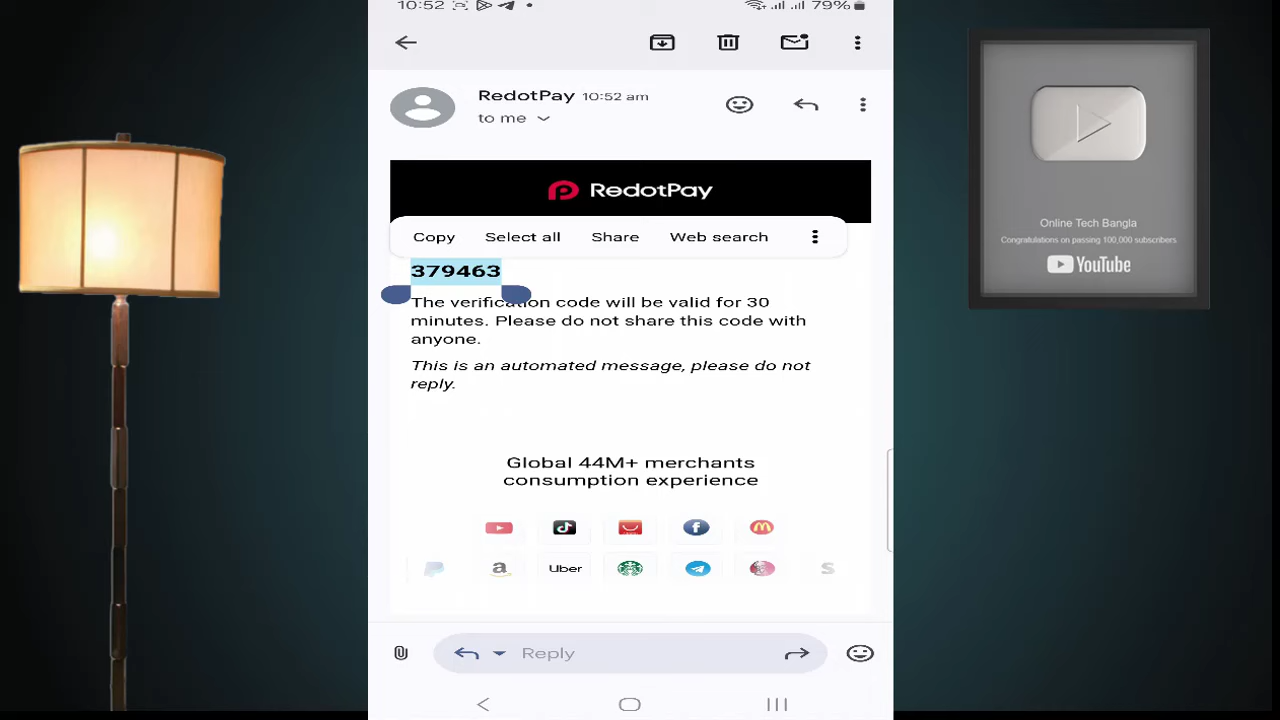 10:52
79%
RedotPay 10:52 am
to me
RedotPay
Copy Select all Share Web search
379463
The verification code will be valid for 30
minutes. Please do not share this code with
anyone.
This is an automated message, please do not
reply.
Global 44M+ merchants
consumption experience
Uber
Reply
Online Tech Bangla
Congratulations on passing 100,000 subscribers
YouTube